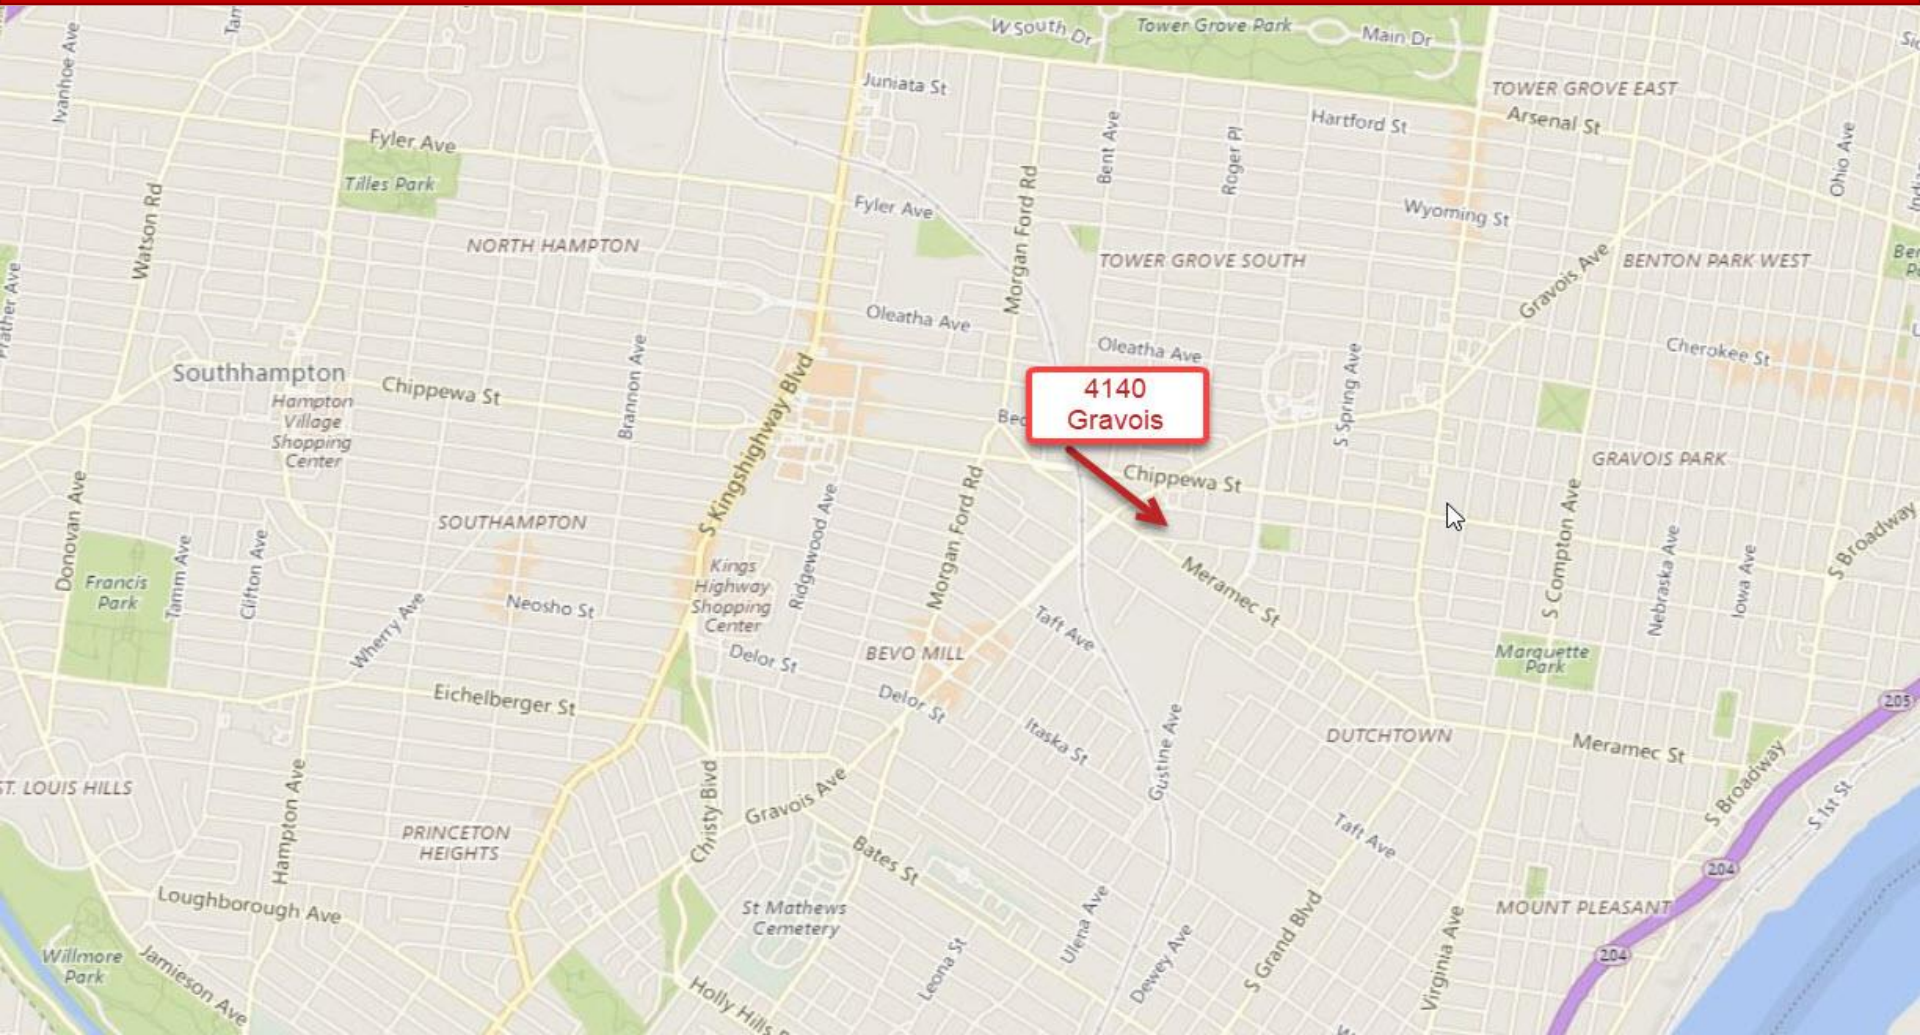 W South Dr
Tower Grove Park
Main Dr
Ivanhoe Ave
Juniata St
TOWER GROVE EAST
Arsenal St
Hartford St
Fyler Ave
Bent Ave
Roger Pl
Ohio Ave
Tilles Park
Watson Rd
Fyler Ave
Morgan Ford Rd
Wyoming St
NORTH HAMPTON
TOWER GROVE SOUTH
Gravois Ave
BENTON PARK WEST
Oleatha Ave
Oleatha Ave
Cherokee St
Southhampton
Chippewa St
Brannon Ave
S Kingshighway Blvd
S Spring Ave
4140
Gravois
Hampton
Village
Shopping
Center
Chippewa St
GRAVOIS PARK
Donovan Ave
SOUTHAMPTON
Morgan Ford Rd
Ridgewood Ave
S Compton Ave
S Broadway
Francis
Park
Tamm Ave
Clifton Ave
Wherry Ave
Neosho St
Kings
Highway
Shopping
Center
Meramec St
Nebraska Ave
Iowa Ave
Taft Ave
BEVO MILL
Delor St
Marquette
Park
Eichelberger St
Delor St
Itaska St
Gustine Ave
DUTCHTOWN
Meramec St
205
ST. LOUIS HILLS
Hampton Ave
Christy Blvd
Gravois Ave
S Broadway
S 1st St
PRINCETON
HEIGHTS
Bates St
Taft Ave
204
Loughborough Ave
St Mathews
Cemetery
Ulena Ave
MOUNT PLEASANT
Willmore
Park
Jamieson Ave
Leona St
Dewey Ave
S Grand Blvd
Virginia Ave
204
Holly Hills